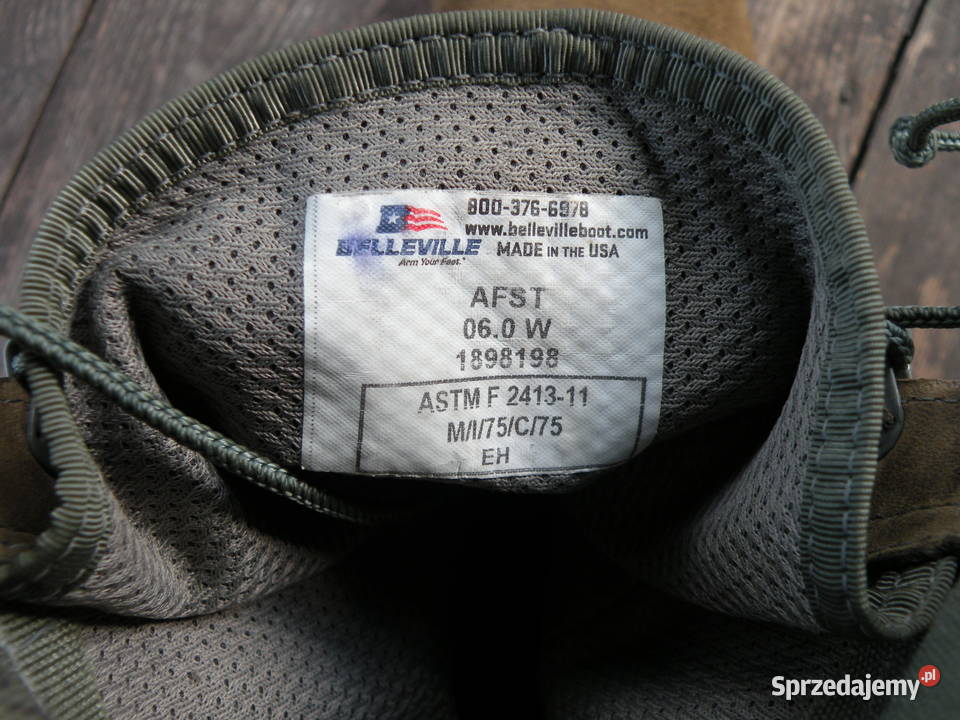 800-376-6978
www.bellevilleboot.com
BELLEVILLE MADE IN THE USA
Arm Your Feet.
AFST
06.0 W
1898198
ASTM F 2413-11
M/I/75/C/75
EH
Sprzedajemy.pl